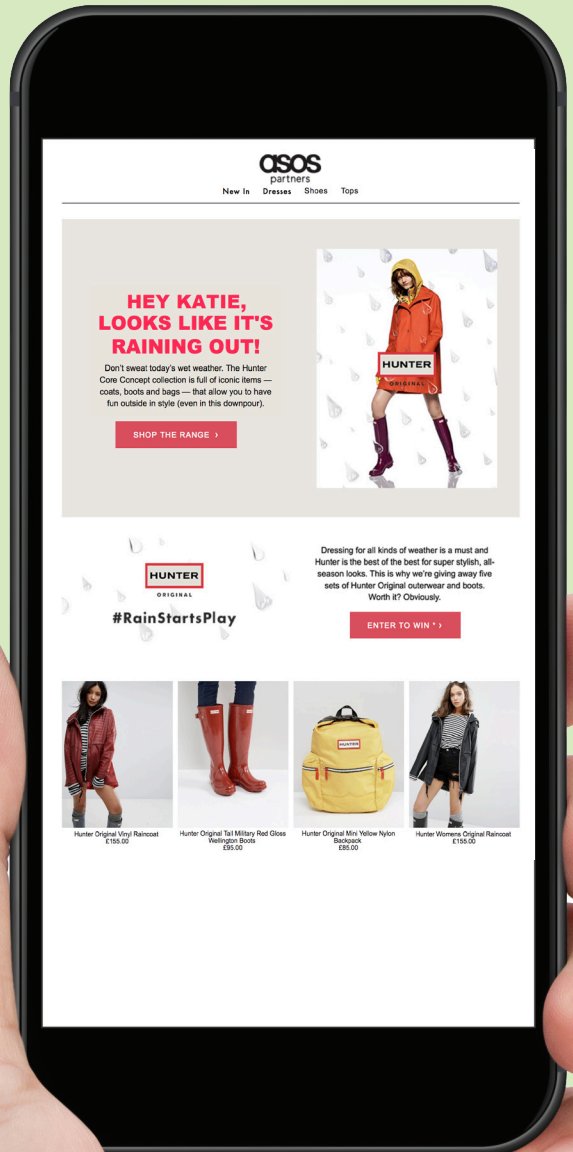 asos
partners
New In Dresses Shoes Tops
HEY KATIE,
LOOKS LIKE IT'S
RAINING OUT!
Don't sweat today's wet weather. The Hunter
Core Concept collection is full of iconic items —
coats, boots and bags — that allow you to have
fun outside in style (even in this downpour).
SHOP THE RANGE ›
HUNTER
ORIGINAL
HUNTER
ORIGINAL
#RainStartsPlay
Dressing for all kinds of weather is a must and
Hunter is the best of the best for super stylish, all-
season looks. This is why we're giving away five
sets of Hunter Original outerwear and boots.
Worth it? Obviously.
ENTER TO WIN * ›
HUNTER
Hunter Original Vinyl Raincoat
£155.00
Hunter Original Tall Military Red Gloss
Wellington Boots
£95.00
Hunter Original Mini Yellow Nylon
Backpack
£85.00
Hunter Womens Original Raincoat
£155.00